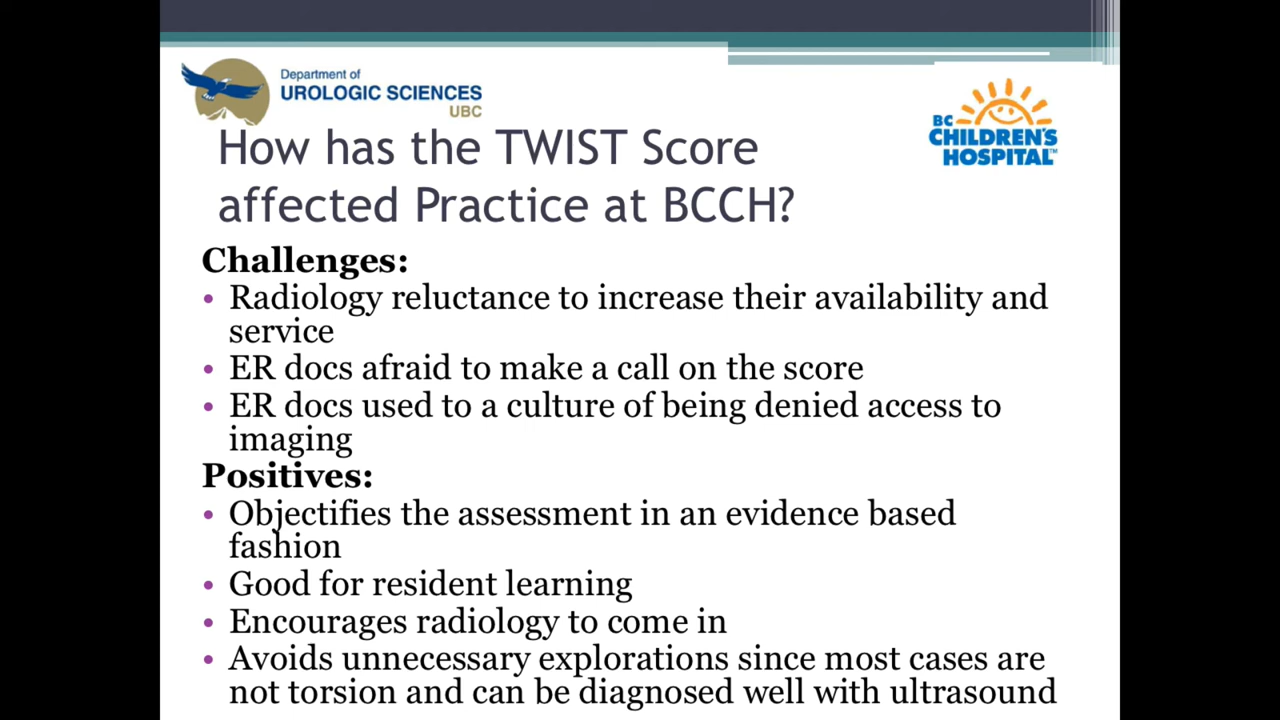 Department of
UROLOGIC SCIENCES
UBC
BC
CHILDREN'S
HOSPITAL™
How has the TWIST Score
affected Practice at BCCH?
Challenges:
• Radiology reluctance to increase their availability and
service
• ER docs afraid to make a call on the score
• ER docs used to a culture of being denied access to
imaging
Positives:
• Objectifies the assessment in an evidence based
fashion
• Good for resident learning
• Encourages radiology to come in
• Avoids unnecessary explorations since most cases are
not torsion and can be diagnosed well with ultrasound